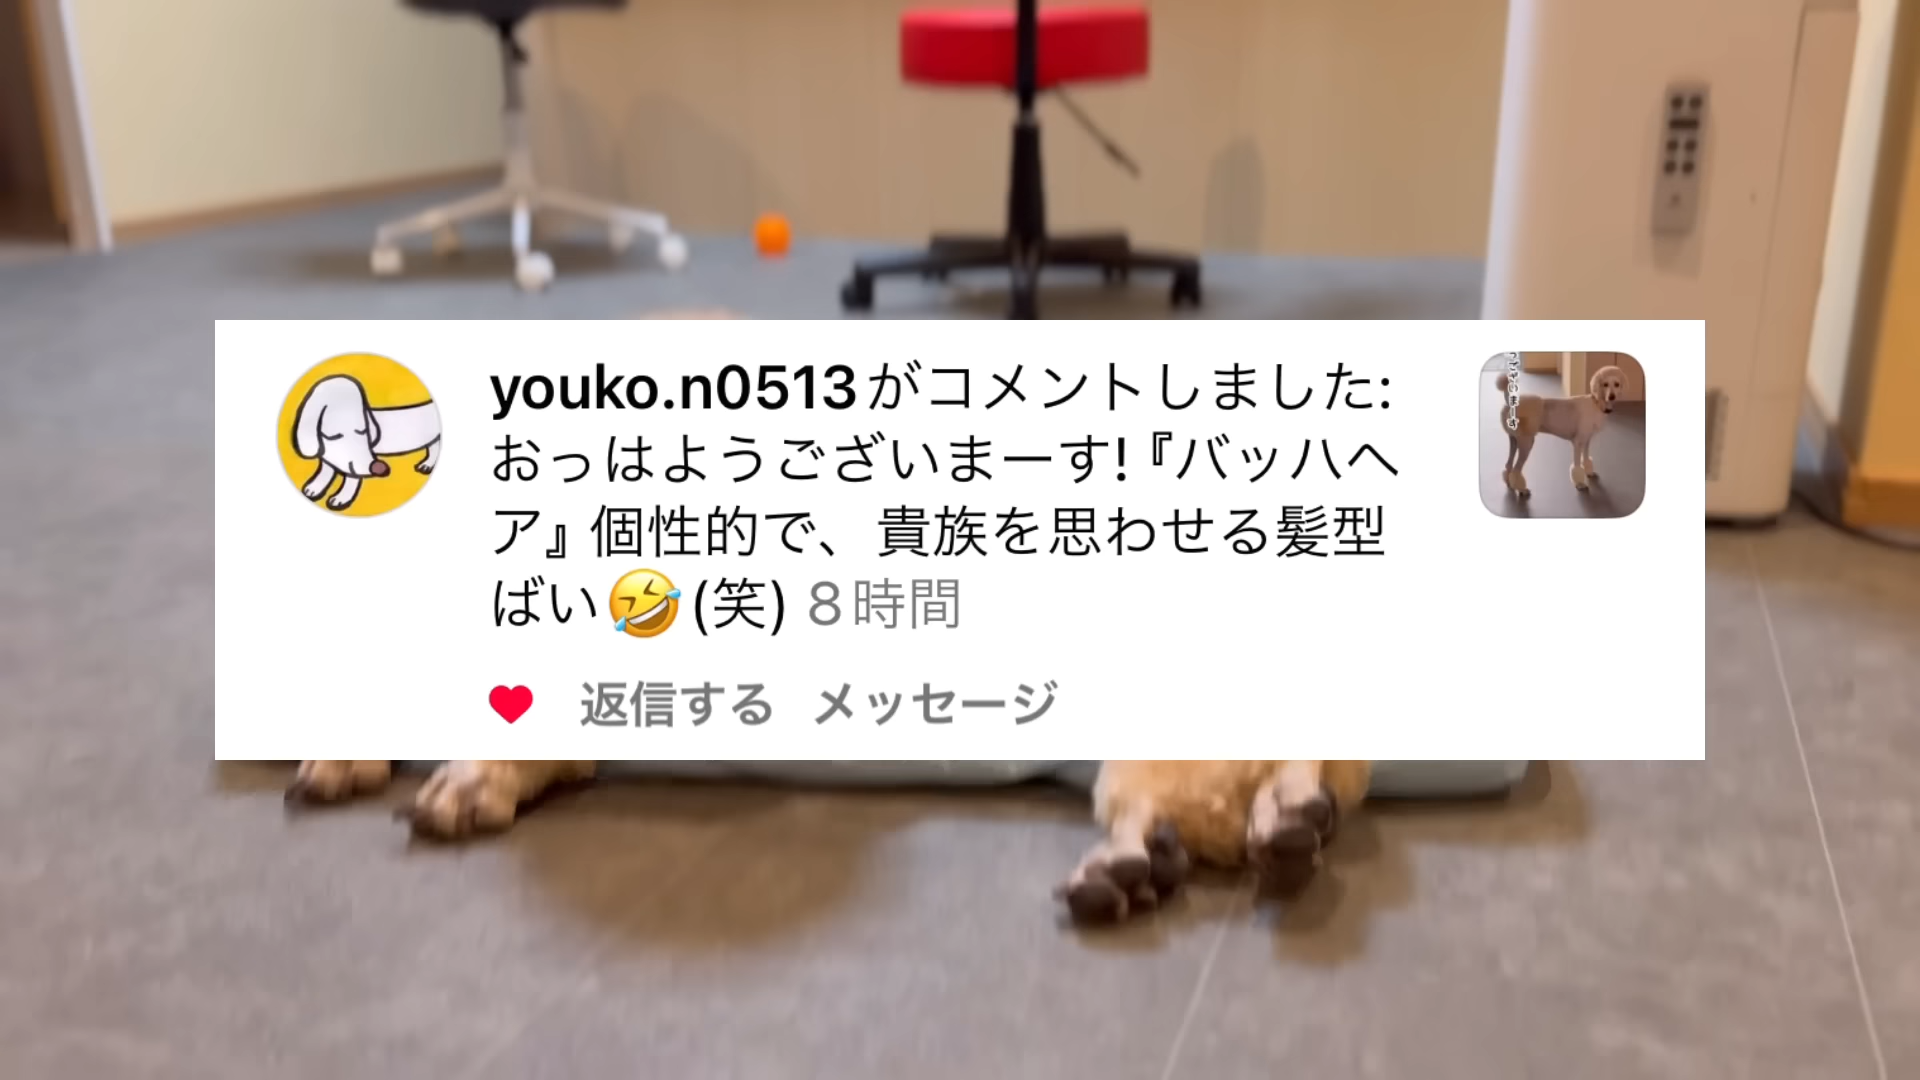 youko.n0513がコメントしました:
おっはようございまーす!『バッハヘ
ア』個性的で、貴族を思わせる髪型
ばい🤣(笑) 8時間
返信する メッセージ